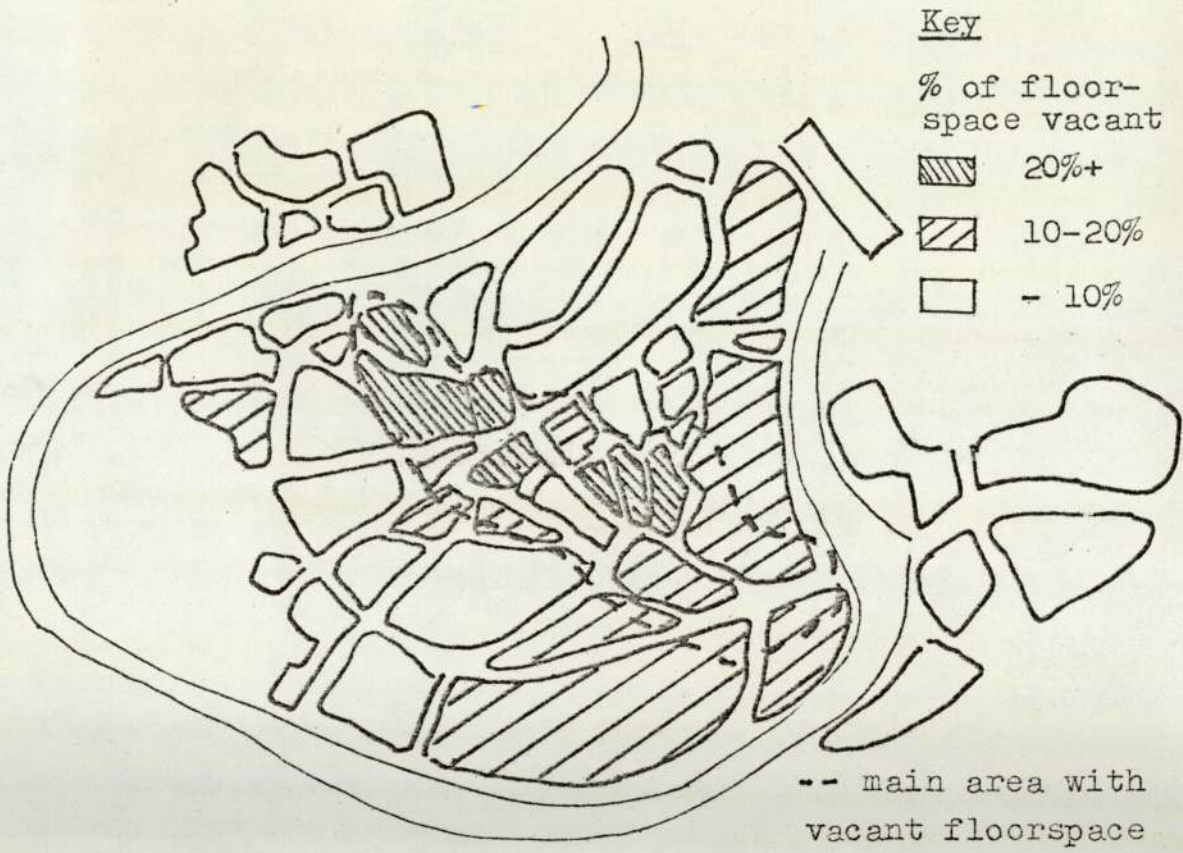 Key
% of floor-
space vacant
20%+
10-20%
- 10%
-- main area with
vacant floorspace